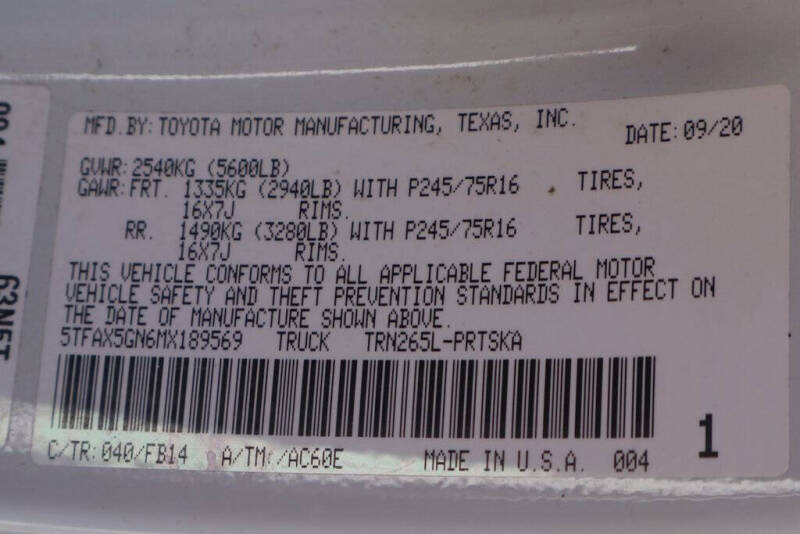 MFD.BY: TOYOTA MOTOR MANUFACTURING, TEXAS, INC. DATE: 09/20
GVWR: 2540KG (5600LB)
GAWR: FRT. 1335KG (2940LB) WITH P245/75R16 TIRES,
16X7J RIMS.
RR. 1490KG (3280LB) WITH P245/75R16 TIRES,
16X7J RIMS.
THIS VEHICLE CONFORMS TO ALL APPLICABLE FEDERAL MOTOR
VEHICLE SAFETY AND THEFT PREVENTION STANDARDS IN EFFECT ON
THE DATE OF MANUFACTURE SHOWN ABOVE.
5TFAX5GN6MX189569 TRUCK TRN265L-PRTSKA
1
C/TR: 040/FB14 A/TM: /AC60E MADE IN U.S.A. 004